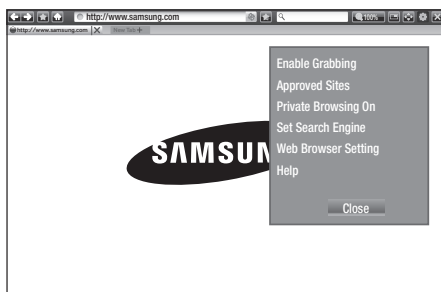 http://www.samsung.com
100%
http://www.samsung.com
New Tab
Enable Grabbing
Approved Sites
Private Browsing On
Set Search Engine
Web Browser Setting
Help
Close
SAMSUN